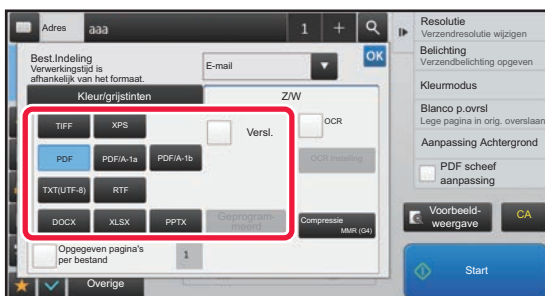 Adres
aaa
1
+
Best.Indeling
Verwerkingstijd is
afhankelijk van het formaat.
E-mail
OK
Kleur/grijstinten
Z/W
TIFF
XPS
Versl.
OCR
PDF
PDF/A-1a
PDF/A-1b
OCR Instelling
TXT(UTF-8)
RTF
DOCX
XLSX
PPTX
Geprogram-
meerd
Compressie
MMR (G4)
Opgegeven pagina's
per bestand
1
Overige
Resolutie
Verzendresolutie wijzigen
Belichting
Verzendbelichting opgeven
Kleurmodus
Blanco p.ovrsl
Lege pagina in orig. overslaan
Aanpassing Achtergrond
PDF scheef
aanpassing
Voorbeeld-
weergave
CA
Start